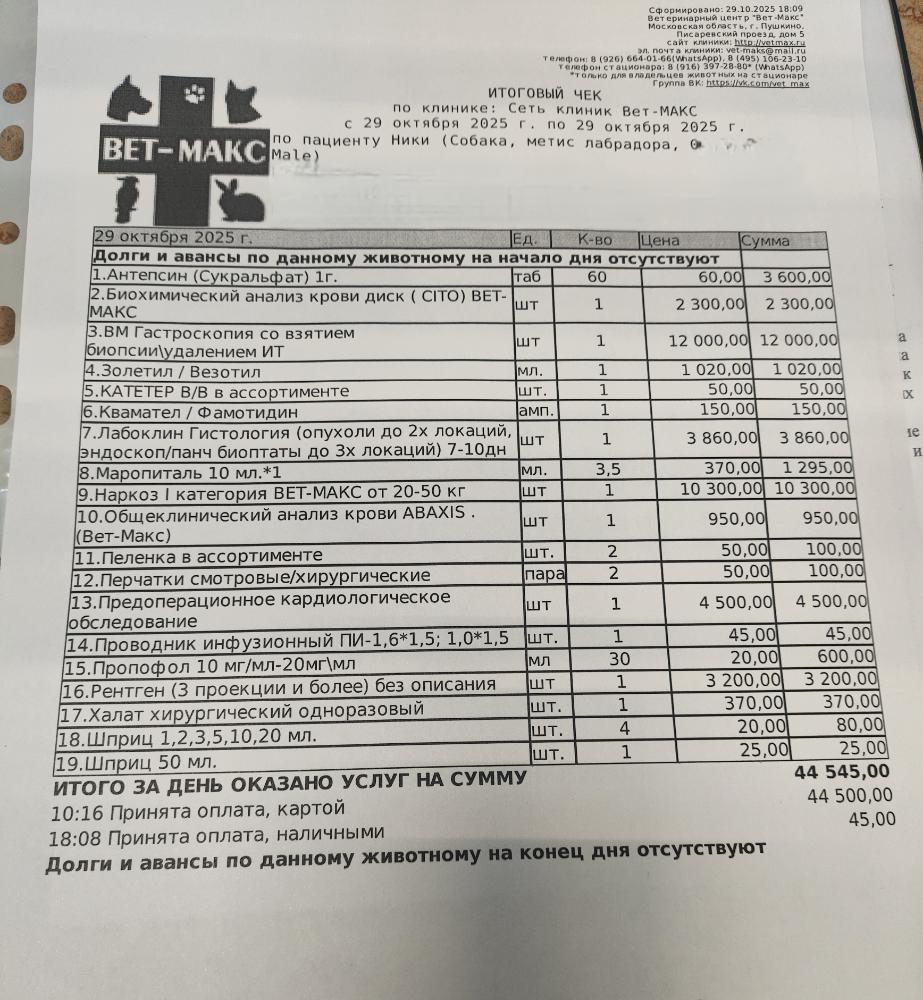 Сформировано: 29.10.2025 18:09
Ветеринарный центр "Вет-Макс"
Московская область, г. Пушкино,
Писаревский проезд, дом 5
сайт клиники: http://vetmax.ru
эл. почта клиники: vet-maks@mail.ru
телефон: 8 (926) 664-01-66(WhatsApp), 8 (495) 106-23-10
телефон стационара: 8 (916) 397-28-80* (WhatsApp)
*только для владельцев животных на стационаре
Группа ВК: https://vk.com/vet_max
ИТОГОВЫЙ ЧЕК
по клинике: Сеть клиник Вет-МАКС
с 29 октября 2025 г. по 29 октября 2025 г.
ВЕТ-МАКС
по пациенту Ники (Собака, метис лабрадора,
Male)
29 октября 2025 г. Ед. К-во Цена Сумма
Долги и авансы по данному животному на начало дня отсутствуют
1.Антепсин (Сукральфат) 1г. таб 60 60,00 3 600,00
2.Биохимический анализ крови диск ( CITO) ВЕТ-
МАКС шт 1 2 300,00 2 300,00
3.ВМ Гастроскопия со взятием
биопсии\удалением ИТ шт 1 12 000,00 12 000,00
4.Золетил / Везотил мл. 1 1 020,00 1 020,00
5.КАТЕТЕР В/В в ассортименте шт. 1 50,00 50,00
6.Квамател / Фамотидин амп. 1 150,00 150,00
7.Лабоклин Гистология (опухоли до 2х локаций,
эндоскоп/панч биоптаты до 3х локаций) 7-10дн шт 1 3 860,00 3 860,00
8.Маропиталь 10 мл.*1 мл. 3,5 370,00 1 295,00
9.Наркоз I категория ВЕТ-МАКС от 20-50 кг шт 1 10 300,00 10 300,00
10.Общеклинический анализ крови ABAXIS .
(Вет-Макс) шт 1 950,00 950,00
11.Пеленка в ассортименте шт. 2 50,00 100,00
12.Перчатки смотровые/хирургические пара 2 50,00 100,00
13.Предоперационное кардиологическое
обследование шт 1 4 500,00 4 500,00
14.Проводник инфузионный ПИ-1,6*1,5; 1,0*1,5 шт. 1 45,00 45,00
15.Пропофол 10 мг/мл-20мг\мл мл 30 20,00 600,00
16.Рентген (3 проекции и более) без описания шт 1 3 200,00 3 200,00
17.Халат хирургический одноразовый шт. 1 370,00 370,00
18.Шприц 1,2,3,5,10,20 мл. шт. 4 20,00 80,00
19.Шприц 50 мл. шт. 1 25,00 25,00
ИТОГО ЗА ДЕНЬ ОКАЗАНО УСЛУГ НА СУММУ 44 545,00
10:16 Принята оплата, картой 44 500,00
18:08 Принята оплата, наличными 45,00
Долги и авансы по данному животному на конец дня отсутствуют